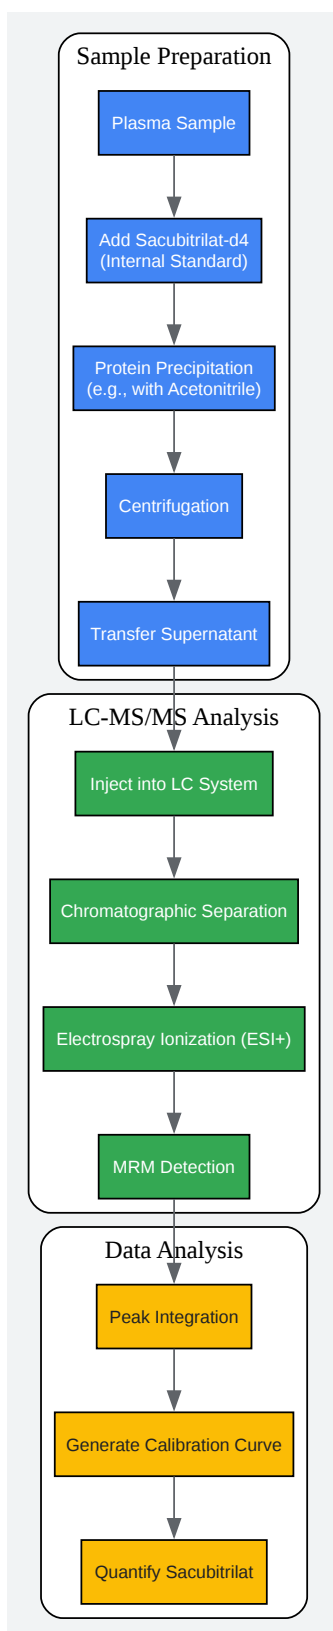 Sample Preparation
Plasma Sample
Add Sacubitrilat-d4
(Internal Standard)
Protein Precipitation
(e.g., with Acetonitrile)
Centrifugation
Transfer Supernatant
LC-MS/MS Analysis
Inject into LC System
Chromatographic Separation
Electrospray Ionization (ESI+)
MRM Detection
Data Analysis
Peak Integration
Generate Calibration Curve
Quantify Sacubitrilat